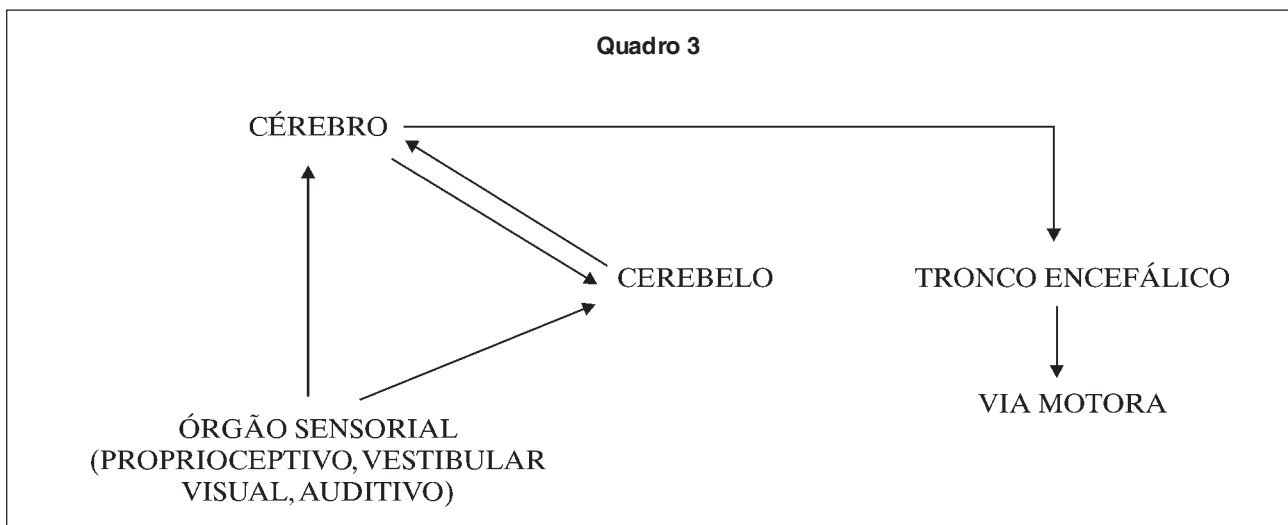 Quadro 3
CÉREBRO
CEREBELO
TRONCO ENCEFÁLICO
VIA MOTORA
ÓRGÃO SENSORIAL
(PROPRIOCEPTIVO, VESTIBULAR
VISUAL, AUDITIVO)